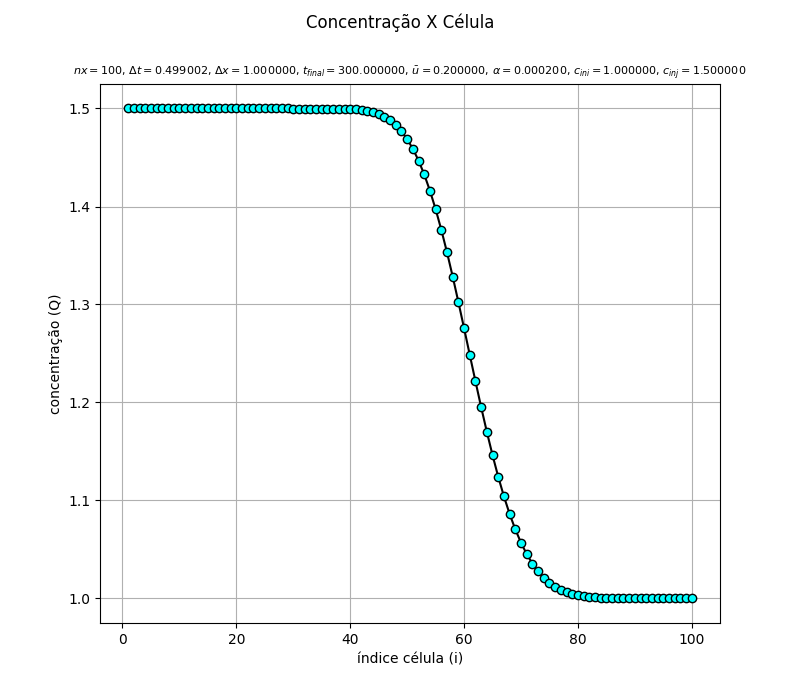 Concentração X Célula
nx = 100, Δt = 0.499002, Δx = 1.000000, t_final = 300.000000, ū = 0.200000, α = 0.000200, c_ini = 1.000000, c_inj = 1.500000
1.5
1.4
1.3
1.2
1.1
1.0
concentração (Q)
0 20 40 60 80 100
índice célula (i)